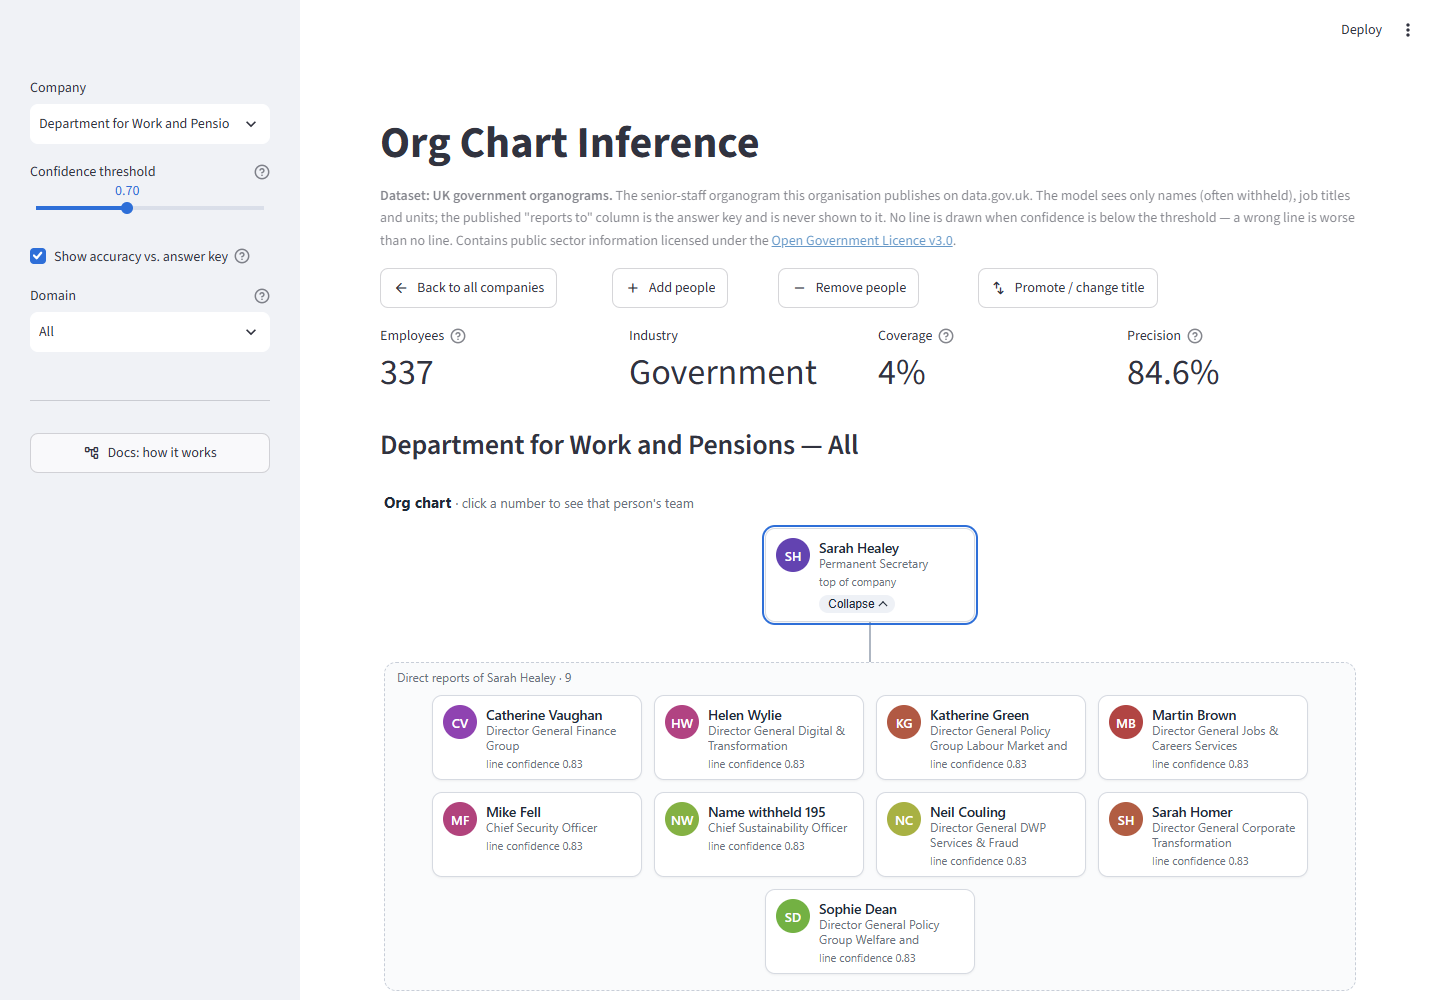 Deploy
Company
Department for Work and Pensio
Confidence threshold
0.70
Show accuracy vs. answer key
Domain
All
Docs: how it works
Org Chart Inference
Dataset: UK government organograms. The senior-staff organogram this organisation publishes on data.gov.uk. The model sees only names (often withheld), job titles
and units; the published "reports to" column is the answer key and is never shown to it. No line is drawn when confidence is below the threshold — a wrong line is worse
than no line. Contains public sector information licensed under the Open Government Licence v3.0.
Back to all companies
Add people
Remove people
Promote / change title
Employees
337
Industry
Government
Coverage
4%
Precision
84.6%
Department for Work and Pensions — All
Org chart · click a number to see that person's team
SH
Sarah Healey
Permanent Secretary
top of company
Collapse
Direct reports of Sarah Healey · 9
CV
Catherine Vaughan
Director General Finance
Group
line confidence 0.83
HW
Helen Wylie
Director General Digital &
Transformation
line confidence 0.83
KG
Katherine Green
Director General Policy
Group Labour Market and
line confidence 0.83
MB
Martin Brown
Director General Jobs &
Careers Services
line confidence 0.83
MF
Mike Fell
Chief Security Officer
line confidence 0.83
NW
Name withheld 195
Chief Sustainability Officer
line confidence 0.83
NC
Neil Couling
Director General DWP
Services & Fraud
line confidence 0.83
SH
Sarah Homer
Director General Corporate
Transformation
line confidence 0.83
SD
Sophie Dean
Director General Policy
Group Welfare and
line confidence 0.83